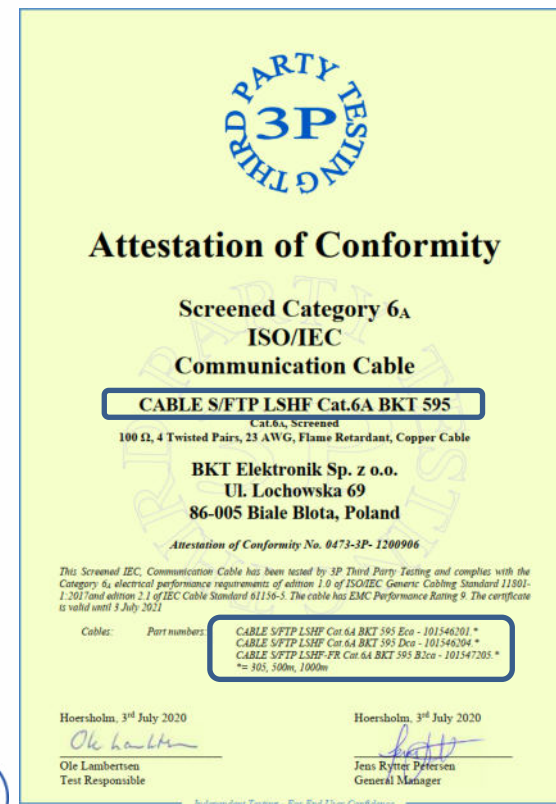 THIRD PARTY TESTING
3P
Attestation of Conformity
Screened Category 6A
ISO/IEC
Communication Cable
CABLE S/FTP LSHF Cat.6A BKT 595
Cat.6A, Screened
100 Ω, 4 Twisted Pairs, 23 AWG, Flame Retardant, Copper Cable
BKT Elektronik Sp. z o.o.
Ul. Lochowska 69
86-005 Biale Blota, Poland
Attestation of Conformity No. 0473-3P- 1200906
This Screened IEC, Communication Cable has been tested by 3P Third Party Testing and complies with the
Category 6A electrical performance requirements of edition 1.0 of ISO/IEC Generic Cabling Standard 11801-
1:2017and edition 2.1 of IEC Cable Standard 61156-5. The cable has EMC Performance Rating 9. The certificate
is valid until 3 July 2021
Cables: Part numbers: CABLE S/FTP LSHF Cat.6A BKT 595 Eca - 101546201.*
CABLE S/FTP LSHF Cat.6A BKT 595 Dca - 101546204.*
CABLE S/FTP LSHF-FR Cat.6A BKT 595 B2ca - 101547205.*
*= 305, 500m, 1000m
Hoersholm, 3rd July 2020 Hoersholm, 3rd July 2020
Ole Lambertsen Jens Rytter Petersen
Test Responsible General Manager
Independent Testing - For End User Confidence